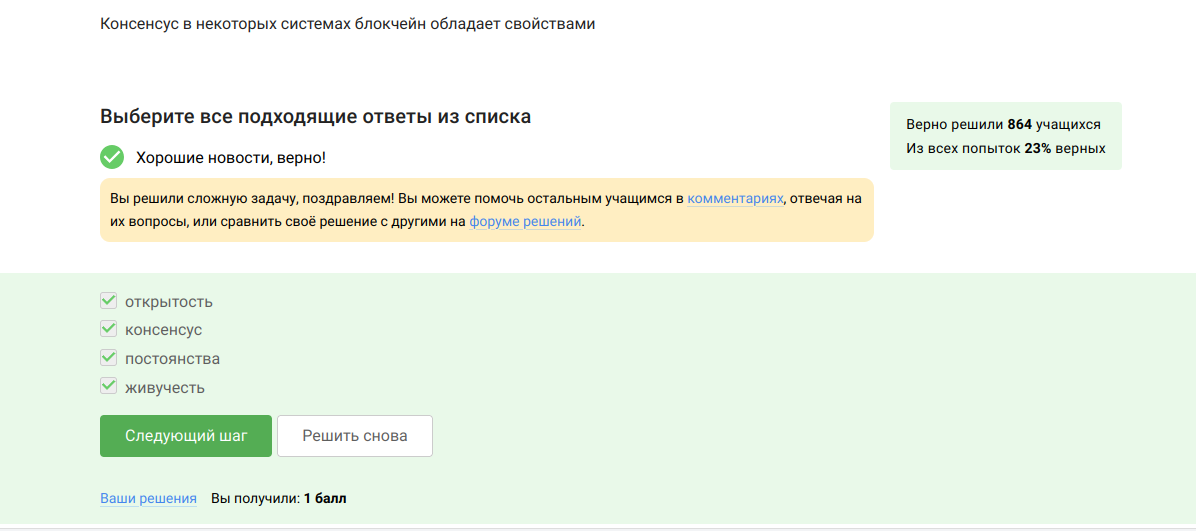 Консенсус в некоторых системах блокчейн обладает свойствами
Выберите все подходящие ответы из списка
Верно решили 864 учащихся
Из всех попыток 23% верных
Хорошие новости, верно!
Вы решили сложную задачу, поздравляем! Вы можете помочь остальным учащимся в комментариях, отвечая на
их вопросы, или сравнить своё решение с другими на форуме решений.
открытость
консенсус
постоянства
живучесть
Следующий шаг
Решить снова
Ваши решения Вы получили: 1 балл